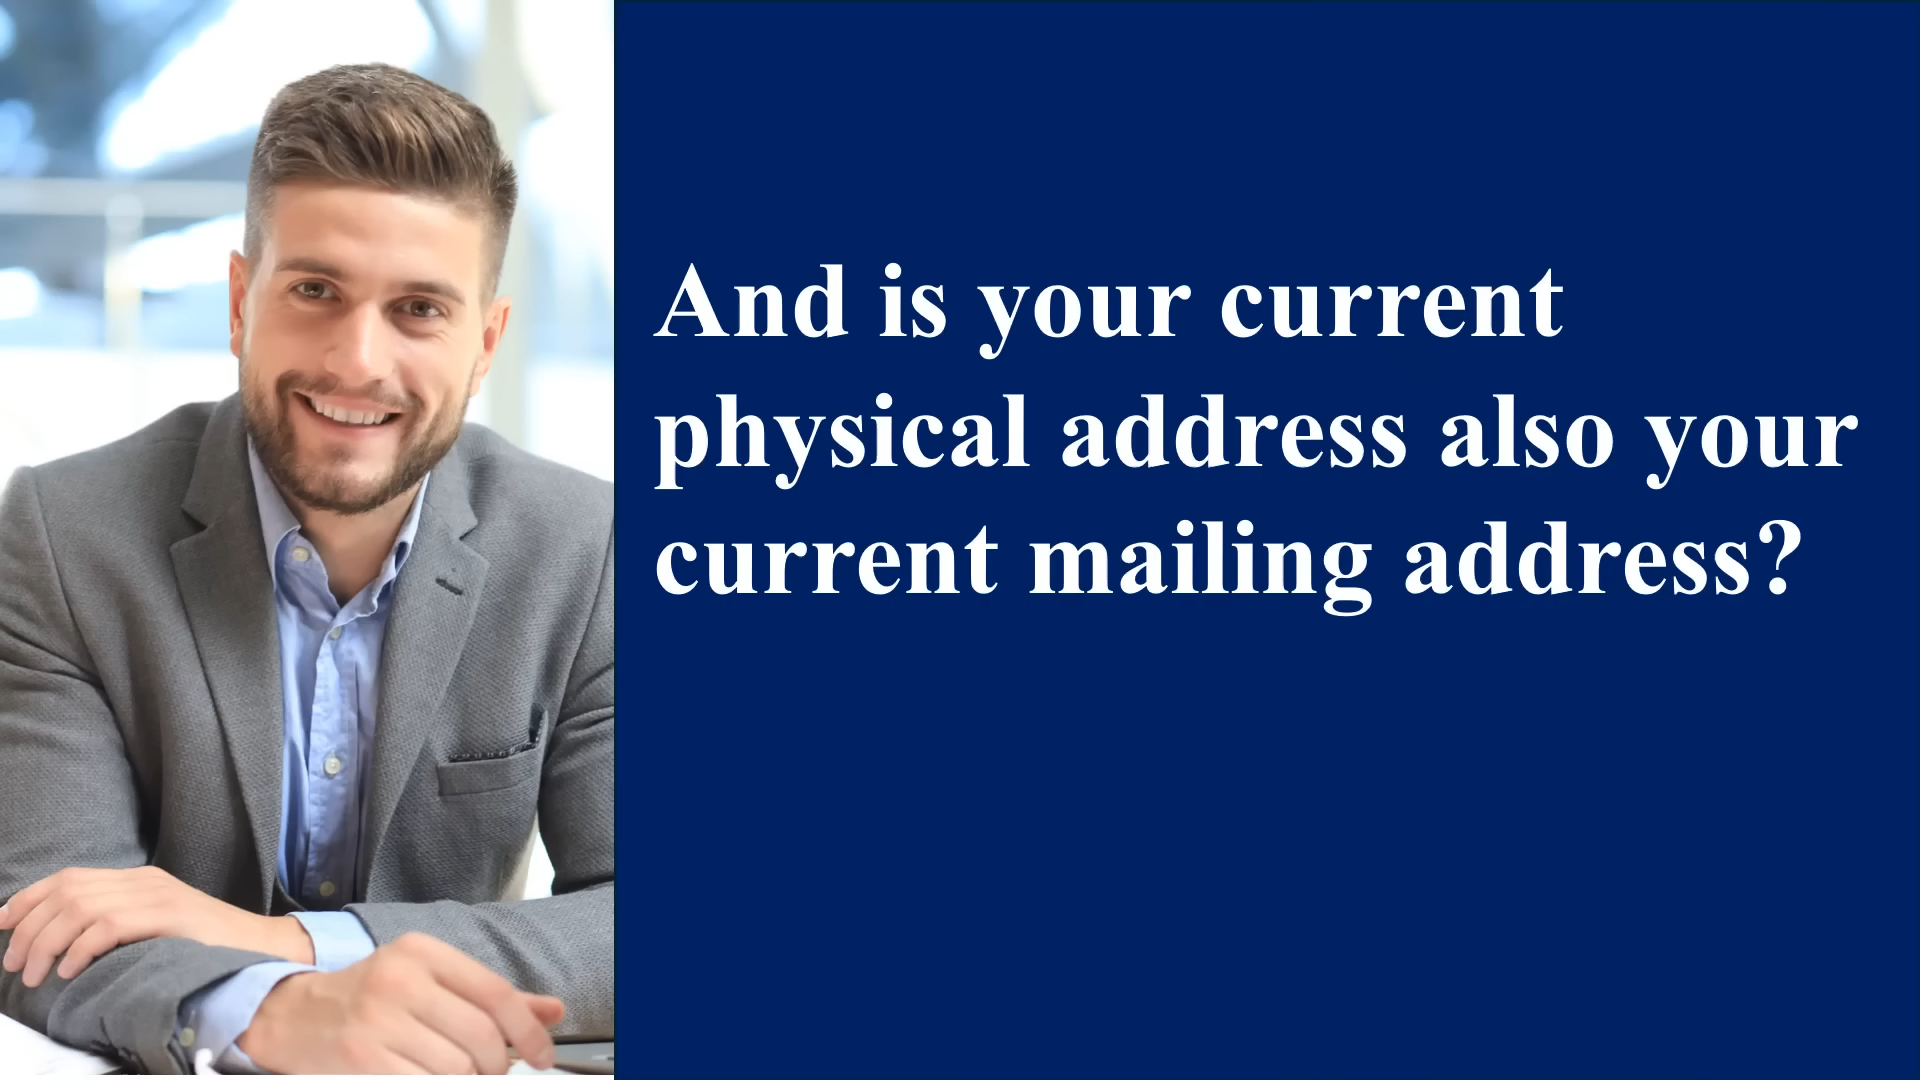 And is your current
physical address also your
current mailing address?